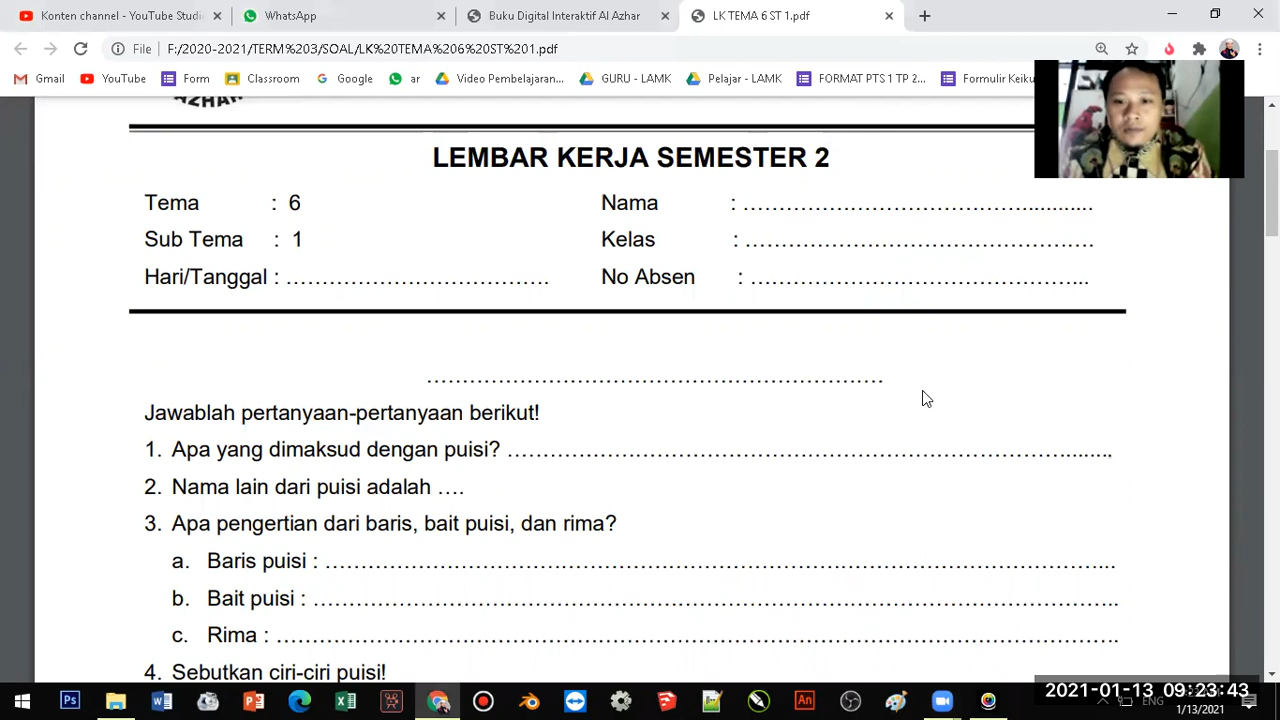 Konten channel - YouTube Studio
WhatsApp
Buku Digital Interaktif Al Azhar
LK TEMA 6 ST 1.pdf
File
F:/2020-2021/TERM%203/SOAL/LK%20TEMA%206%20ST%201.pdf
Gmail
YouTube
Form
Classroom
Google
ar
Video Pembelajaran...
GURU - LAMK
Pelajar - LAMK
FORMAT PTS 1 TP 2...
Formulir Keiku
AZHAR
LEMBAR KERJA SEMESTER 2
Tema : 6
Nama : ……………………………………...........
Sub Tema : 1
Kelas : ………………………………………….
Hari/Tanggal : ……………………………….
No Absen : ………………………………………...
……………………………………………………….
Jawablah pertanyaan-pertanyaan berikut!
1. Apa yang dimaksud dengan puisi? …………………………………………………………………….......
2. Nama lain dari puisi adalah ….
3. Apa pengertian dari baris, bait puisi, dan rima?
a. Baris puisi : ………………………………………………………………………………………………...
b. Bait puisi : …………………………………………………………………………………………………..
c. Rima : ……………………………………………………………………………………………………….
4. Sebutkan ciri-ciri puisi!
ENG
2021-01-13 09:23:43
1/13/2021